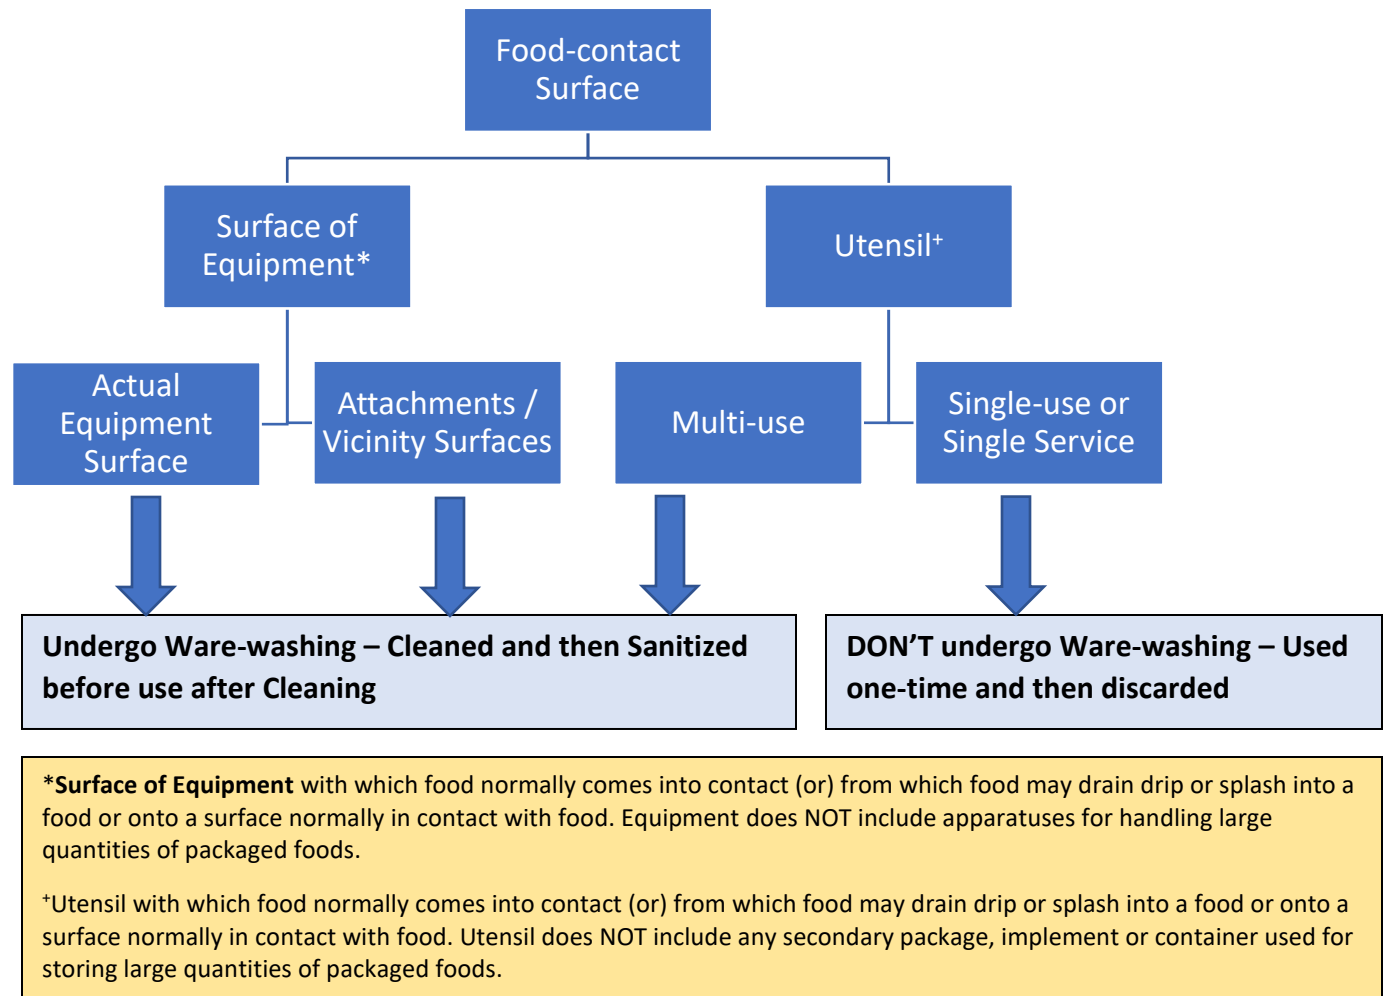 Food-contact
Surface
Surface of
Equipment*
Utensil+
Actual
Equipment
Surface
Attachments /
Vicinity Surfaces
Multi-use
Single-use or
Single Service
Undergo Ware-washing – Cleaned and then Sanitized
before use after Cleaning
DON’T undergo Ware-washing – Used
one-time and then discarded
*Surface of Equipment with which food normally comes into contact (or) from which food may drain drip or splash into a
food or onto a surface normally in contact with food. Equipment does NOT include apparatuses for handling large
quantities of packaged foods.
+Utensil with which food normally comes into contact (or) from which food may drain drip or splash into a food or onto a
surface normally in contact with food. Utensil does NOT include any secondary package, implement or container used for
storing large quantities of packaged foods.